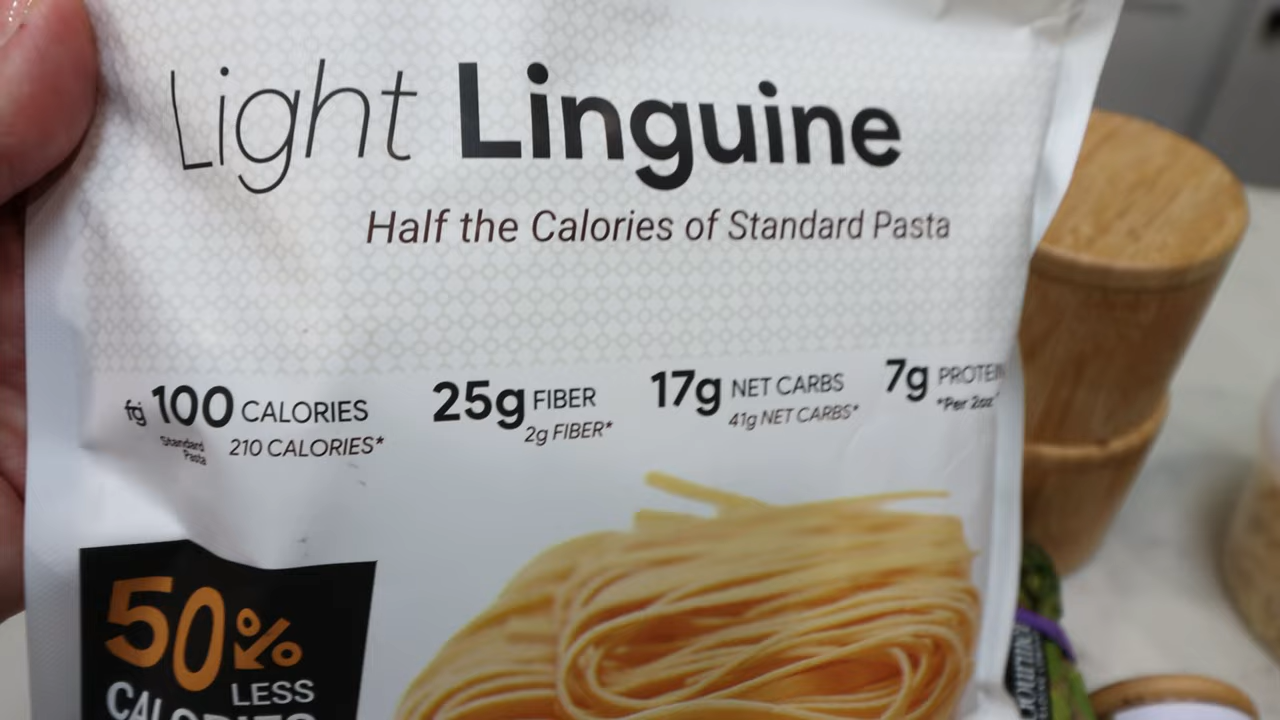 Light Linguine
Half the Calories of Standard Pasta
fg 100 CALORIES 25g FIBER 17g NET CARBS 7g PROTEIN
Standard Pasta 210 CALORIES* 2g FIBER* 41g NET CARBS* *Per 2oz
50%
LESS
CALORIES